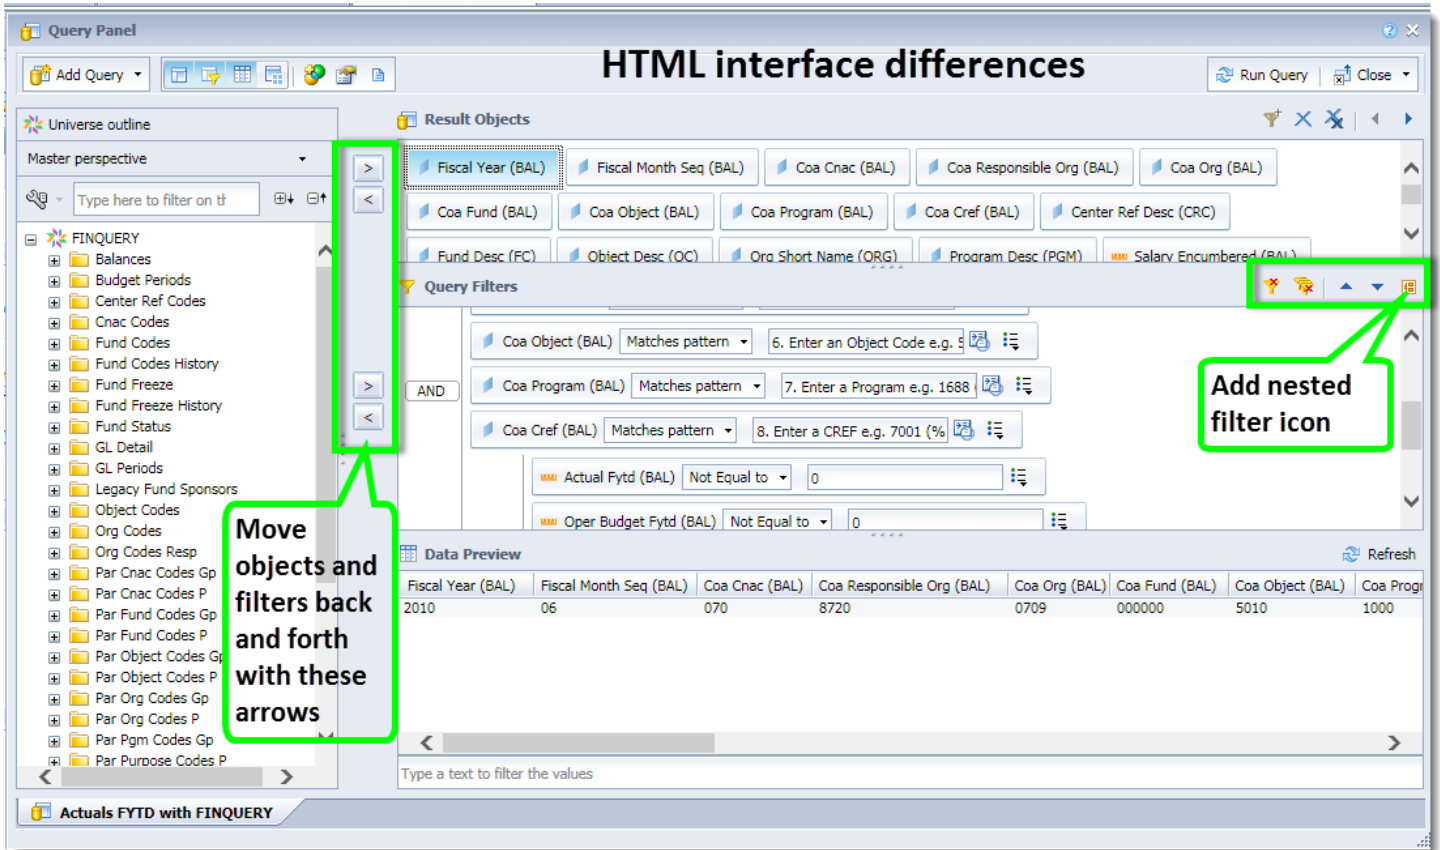 Query Panel
HTML interface differences
Add Query
Run Query
Close
Universe outline
Master perspective
Type here to filter on th
FINQUERY
Balances
Budget Periods
Center Ref Codes
Cnac Codes
Fund Codes
Fund Codes History
Fund Freeze
Fund Freeze History
Fund Status
GL Detail
GL Periods
Legacy Fund Sponsors
Object Codes
Org Codes
Org Codes Resp
Par Cnac Codes Gp
Par Cnac Codes P
Par Fund Codes Gp
Par Fund Codes P
Par Object Codes Gp
Par Object Codes P
Par Org Codes Gp
Par Org Codes P
Par Pgm Codes Gp
Par Purpose Codes P
>
<
>
<
Move
objects and
filters back
and forth
with these
arrows
Result Objects
Fiscal Year (BAL) Fiscal Month Seq (BAL) Coa Cnac (BAL) Coa Responsible Org (BAL) Coa Org (BAL)
Coa Fund (BAL) Coa Object (BAL) Coa Program (BAL) Coa Cref (BAL) Center Ref Desc (CRC)
Fund Desc (FC) Object Desc (OC) Org Short Name (ORG) Program Desc (PGM) Salary Encumbered (BAL)
Query Filters
AND
Coa Object (BAL) Matches pattern 6. Enter an Object Code e.g. 5
Coa Program (BAL) Matches pattern 7. Enter a Program e.g. 1688
Coa Cref (BAL) Matches pattern 8. Enter a CREF e.g. 7001 (%
Actual Fytd (BAL) Not Equal to 0
Oper Budget Fytd (BAL) Not Equal to 0
Add nested
filter icon
Data Preview
Refresh
Fiscal Year (BAL) Fiscal Month Seq (BAL) Coa Cnac (BAL) Coa Responsible Org (BAL) Coa Org (BAL) Coa Fund (BAL) Coa Object (BAL) Coa Progr
2010 06 070 8720 0709 000000 5010 1000
Type a text to filter the values
Actuals FYTD with FINQUERY